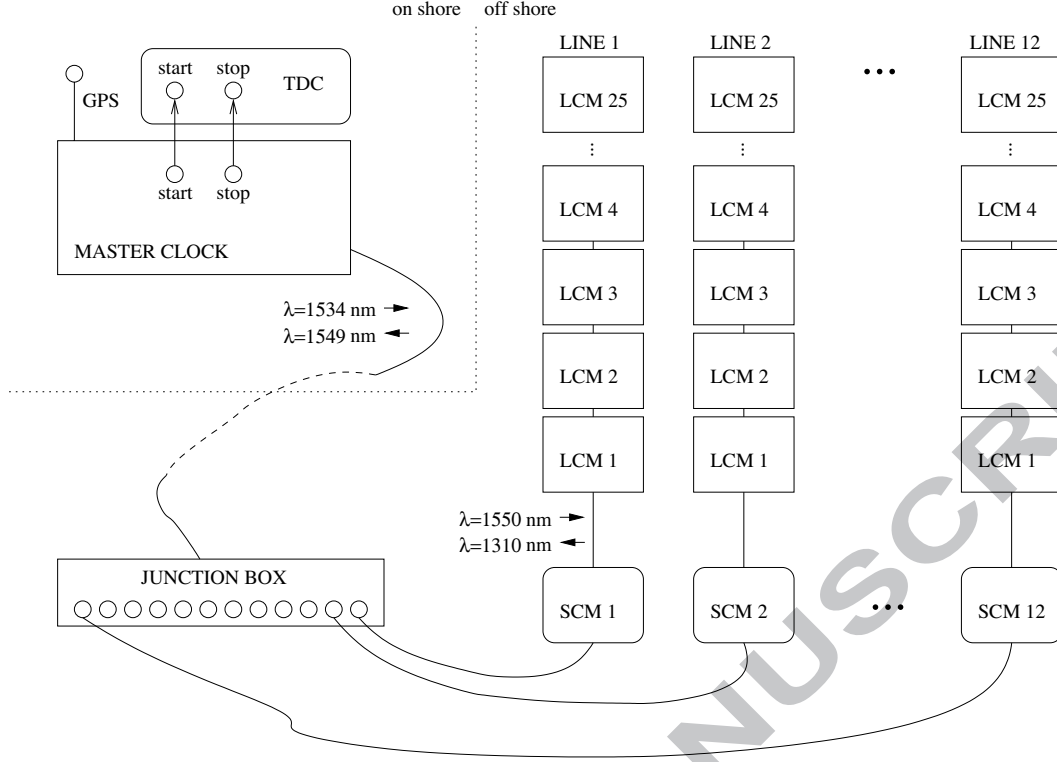 on shore off shore
GPS
start stop TDC
start stop
MASTER CLOCK
λ=1534 nm
λ=1549 nm
LINE 1
LCM 25
...
LCM 4
LCM 3
LCM 2
LCM 1
λ=1550 nm
λ=1310 nm
SCM 1
LINE 2
LCM 25
...
LCM 4
LCM 3
LCM 2
LCM 1
SCM 2
...
...
LINE 12
LCM 25
...
LCM 4
LCM 3
LCM 2
LCM 1
SCM 12
JUNCTION BOX
NUSCRI